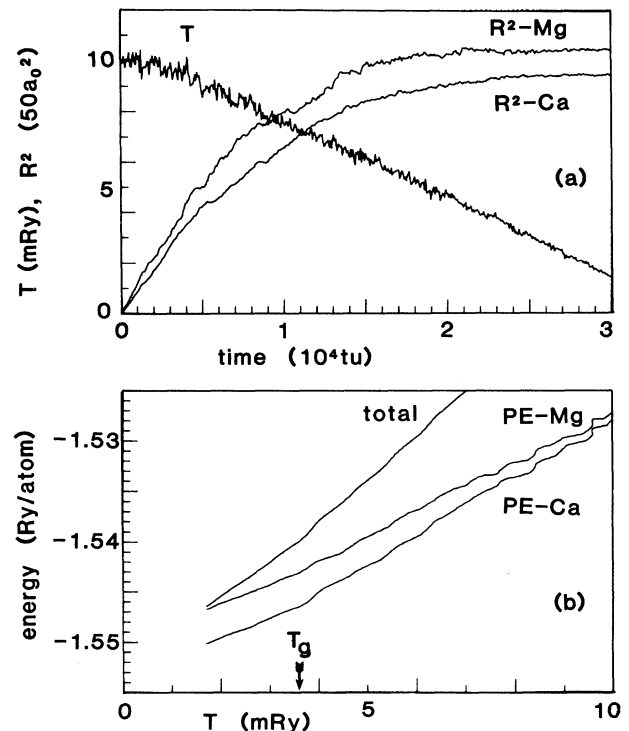 T
R²-Mg
R²-Ca
(a)
T (mRy), R² (50a₀²)
10
5
0
0 1 2 3
time (10⁴tu)
total
PE-Mg
PE-Ca
(b)
energy (Ry/atom)
-1.53
-1.54
-1.55
Tg
0 5 10
T (mRy)